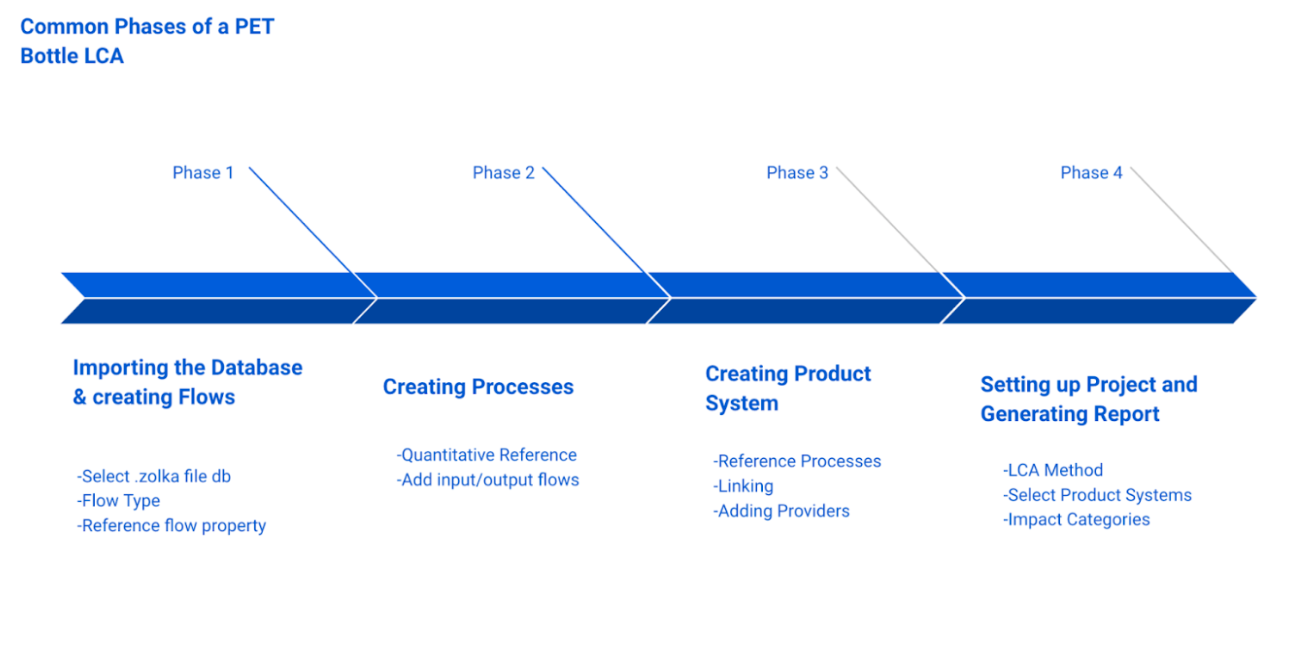 Common Phases of a PET
Bottle LCA
Phase 1
Phase 2
Phase 3
Phase 4
Importing the Database
& creating Flows
-Select .zolka file db
-Flow Type
-Reference flow property
Creating Processes
-Quantitative Reference
-Add input/output flows
Creating Product
System
-Reference Processes
-Linking
-Adding Providers
Setting up Project and
Generating Report
-LCA Method
-Select Product Systems
-Impact Categories